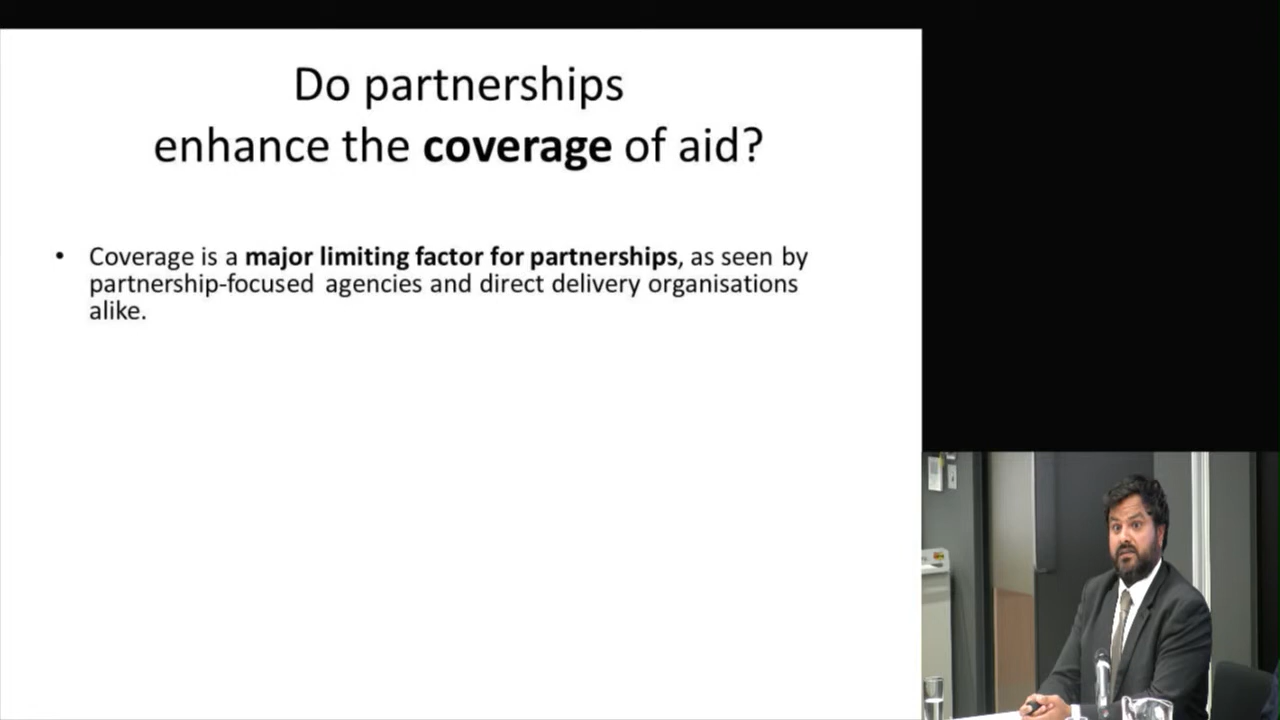 Do partnerships
enhance the coverage of aid?
• Coverage is a major limiting factor for partnerships, as seen by
partnership-focused agencies and direct delivery organisations
alike.